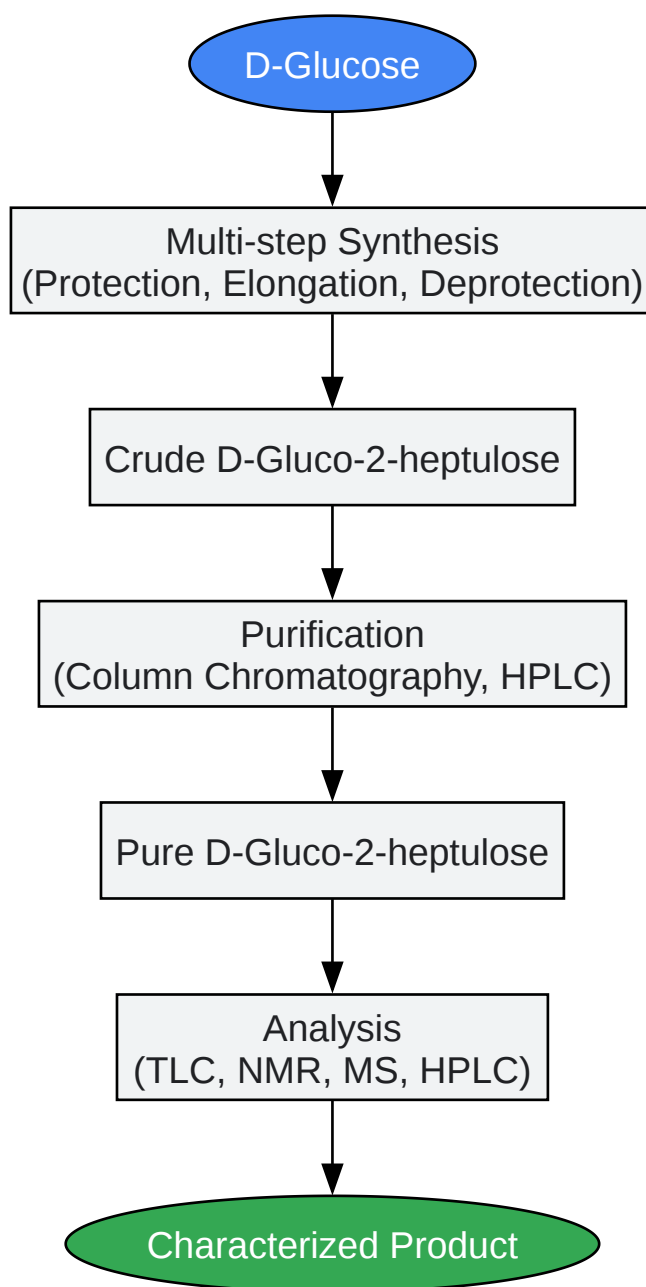 D-Glucose
Multi-step Synthesis
(Protection, Elongation, Deprotection)
Crude D-Gluco-2-heptulose
Purification
(Column Chromatography, HPLC)
Pure D-Gluco-2-heptulose
Analysis
(TLC, NMR, MS, HPLC)
Characterized Product